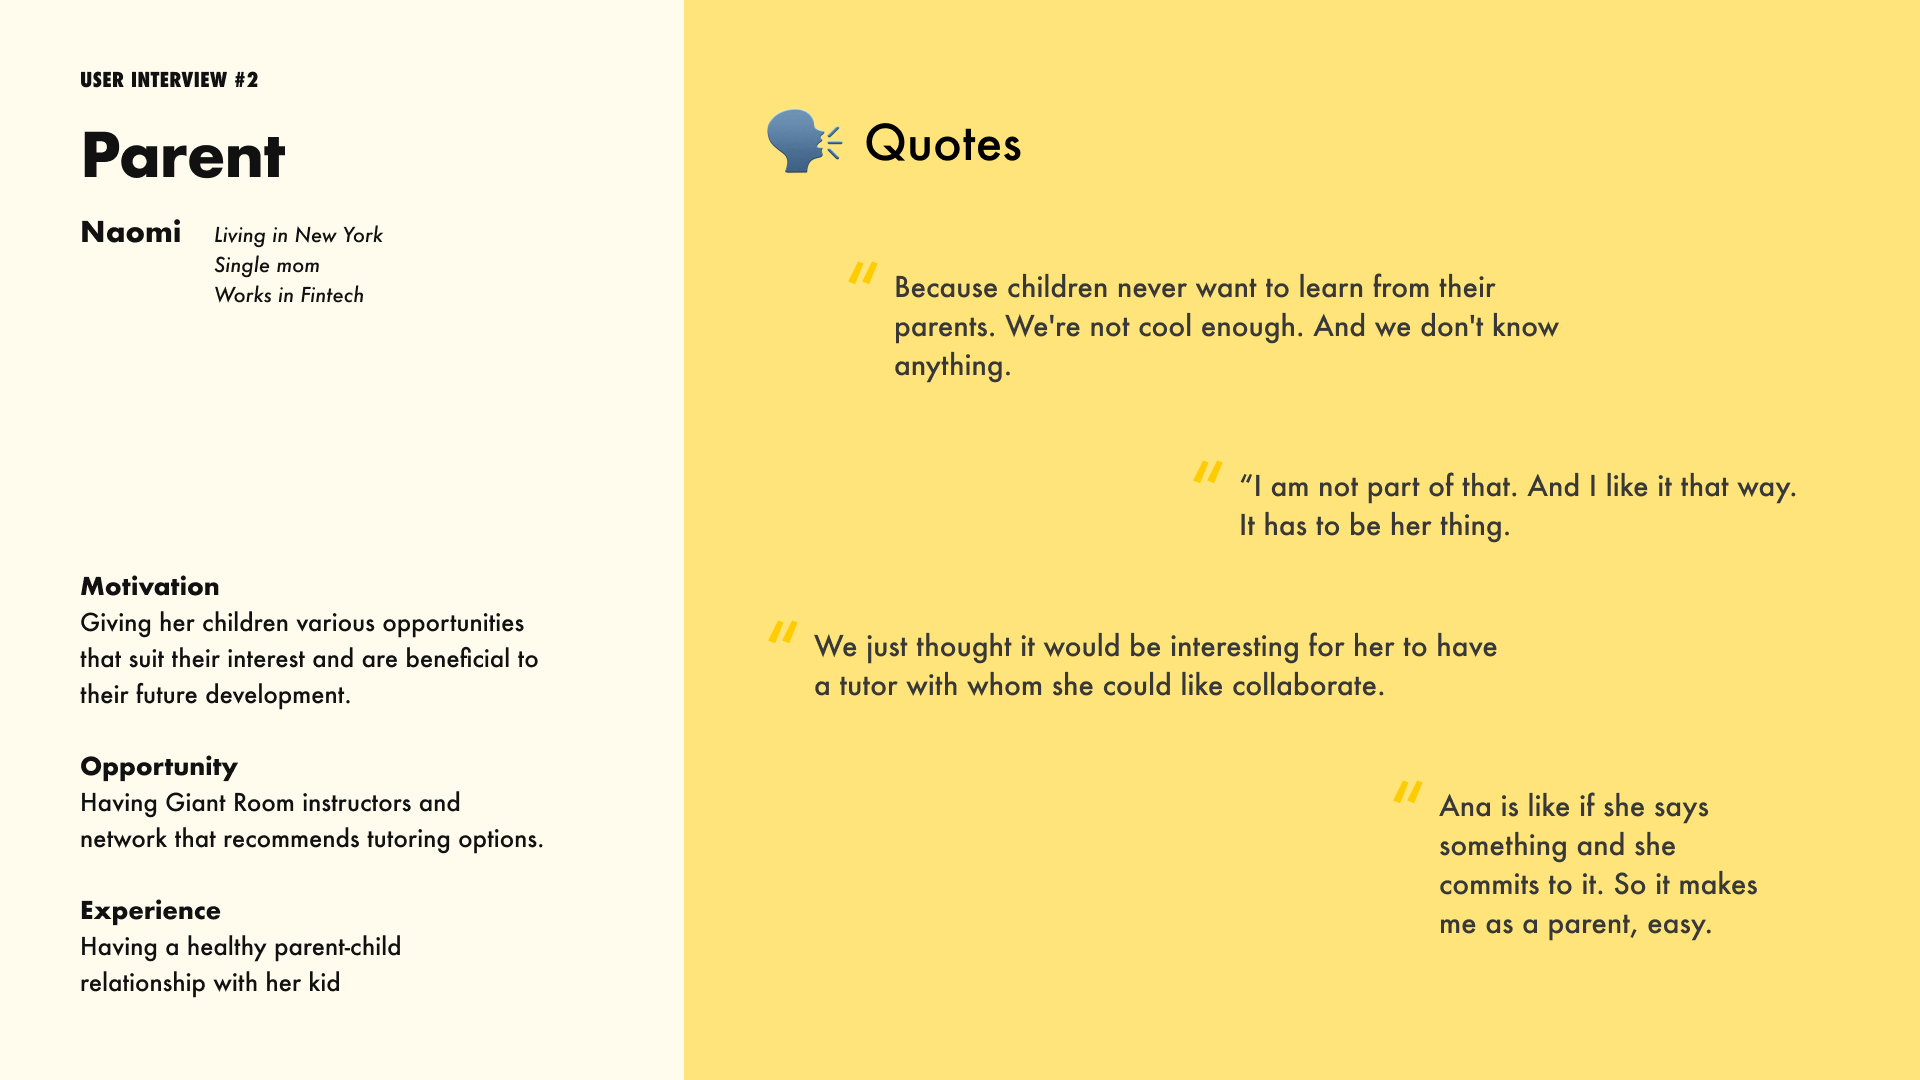 USER INTERVIEW #2
Parent
Naomi
Living in New York
Single mom
Works in Fintech
Motivation
Giving her children various opportunities
that suit their interest and are beneficial to
their future development.
Opportunity
Having Giant Room instructors and
network that recommends tutoring options.
Experience
Having a healthy parent-child
relationship with her kid
Quotes
“
Because children never want to learn from their
parents. We're not cool enough. And we don't know
anything.
“
“I am not part of that. And I like it that way.
It has to be her thing.
“
We just thought it would be interesting for her to have
a tutor with whom she could like collaborate.
“
Ana is like if she says
something and she
commits to it. So it makes
me as a parent, easy.